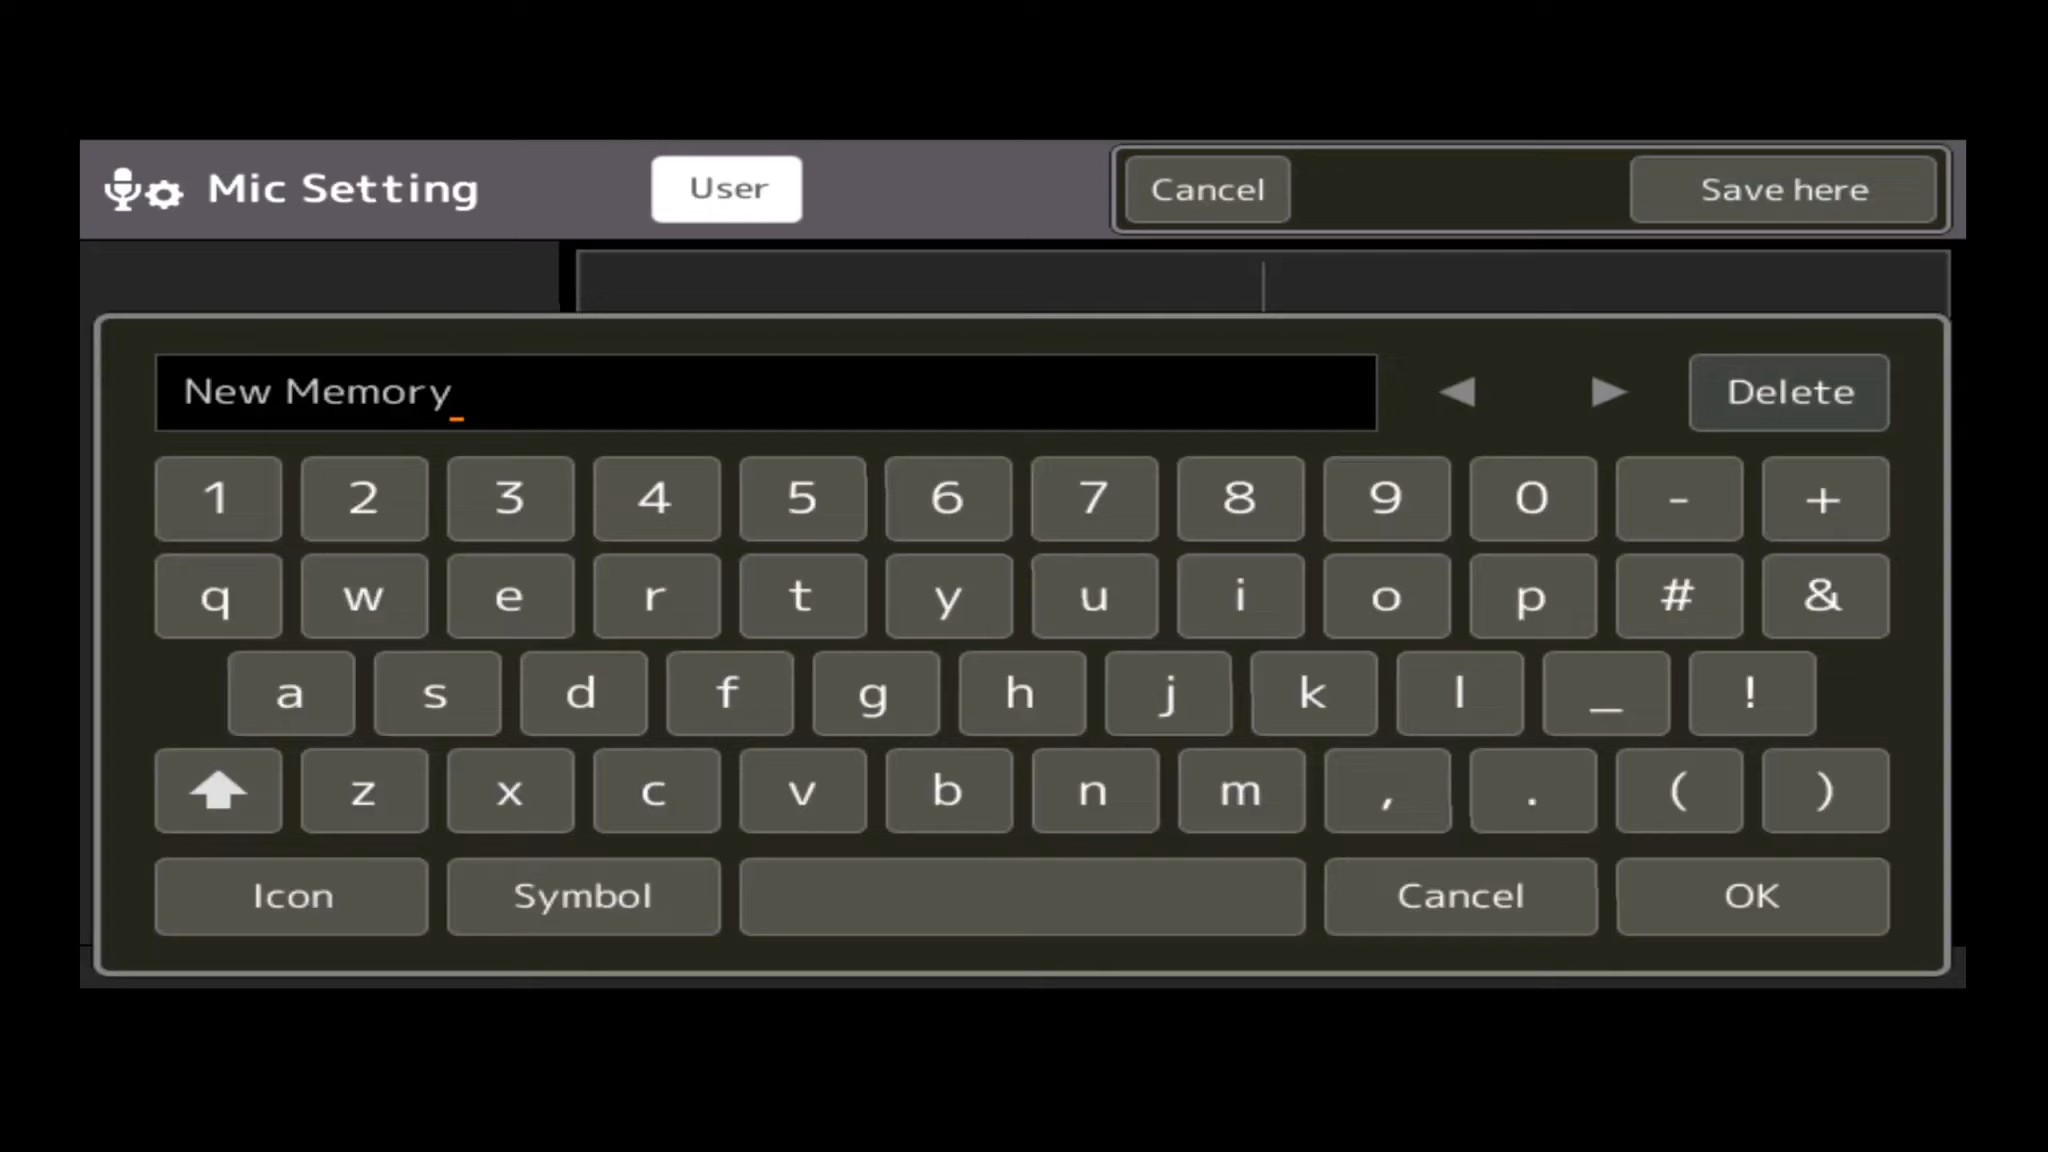 Mic Setting User Cancel Save here
New Memory Delete
1 2 3 4 5 6 7 8 9 0 - +
q w e r t y u i o p # &
a s d f g h j k l _ !
z x c v b n m , . ( )
Icon Symbol Cancel OK